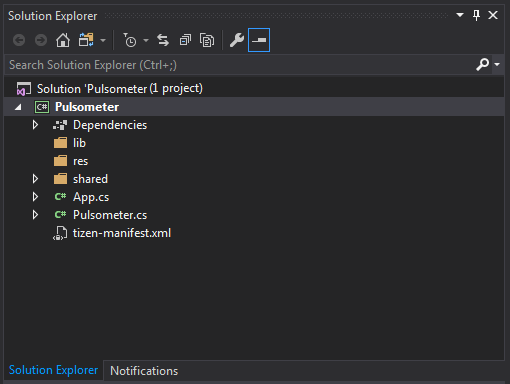 Solution Explorer
Search Solution Explorer (Ctrl+;)
Solution 'Pulsometer (1 project)
C# Pulsometer
Dependencies
lib
res
shared
C# App.cs
C# Pulsometer.cs
tizen-manifest.xml
Solution Explorer Notifications